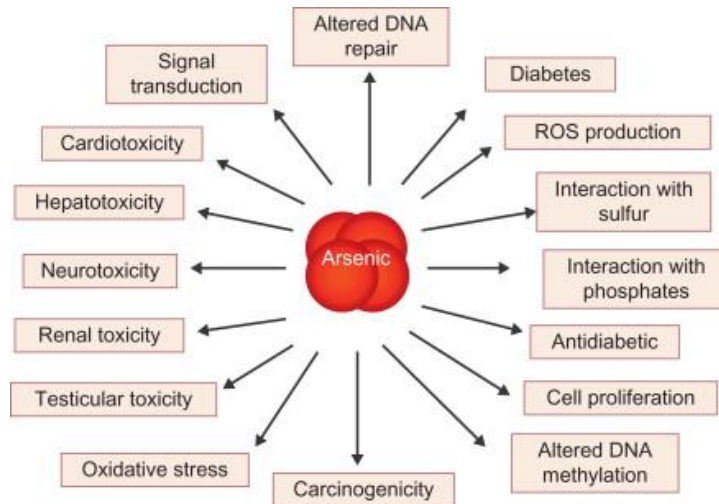 Altered DNA
repair
Signal
transduction
Diabetes
ROS production
Cardiotoxicity
Interaction with
sulfur
Hepatotoxicity
Arsenic
Neurotoxicity
Interaction with
phosphates
Renal toxicity
Antidiabetic
Testicular toxicity
Cell proliferation
Altered DNA
methylation
Oxidative stress
Carcinogenicity